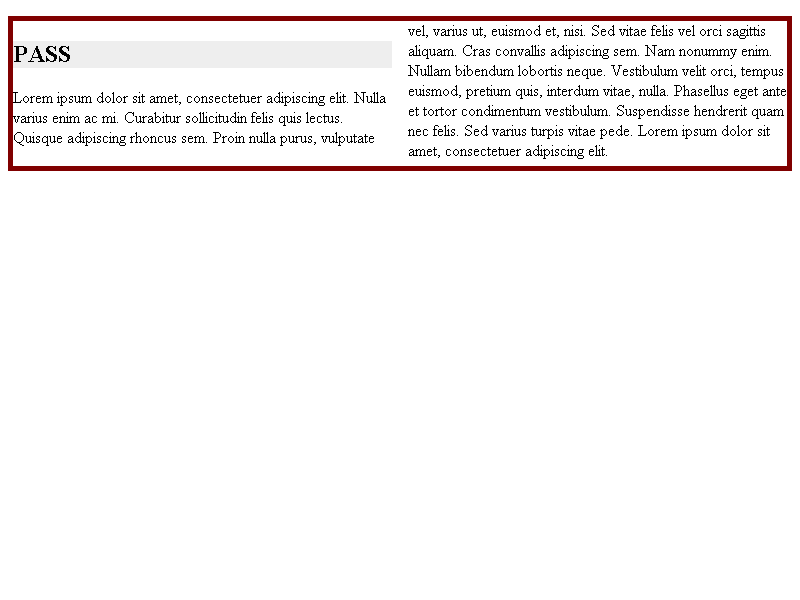 PASS
Lorem ipsum dolor sit amet, consectetuer adipiscing elit. Nulla
varius enim ac mi. Curabitur sollicitudin felis quis lectus.
Quisque adipiscing rhoncus sem. Proin nulla purus, vulputate
vel, varius ut, euismod et, nisi. Sed vitae felis vel orci sagittis
aliquam. Cras convallis adipiscing sem. Nam nonummy enim.
Nullam bibendum lobortis neque. Vestibulum velit orci, tempus
euismod, pretium quis, interdum vitae, nulla. Phasellus eget ante
et tortor condimentum vestibulum. Suspendisse hendrerit quam
nec felis. Sed varius turpis vitae pede. Lorem ipsum dolor sit
amet, consectetuer adipiscing elit.